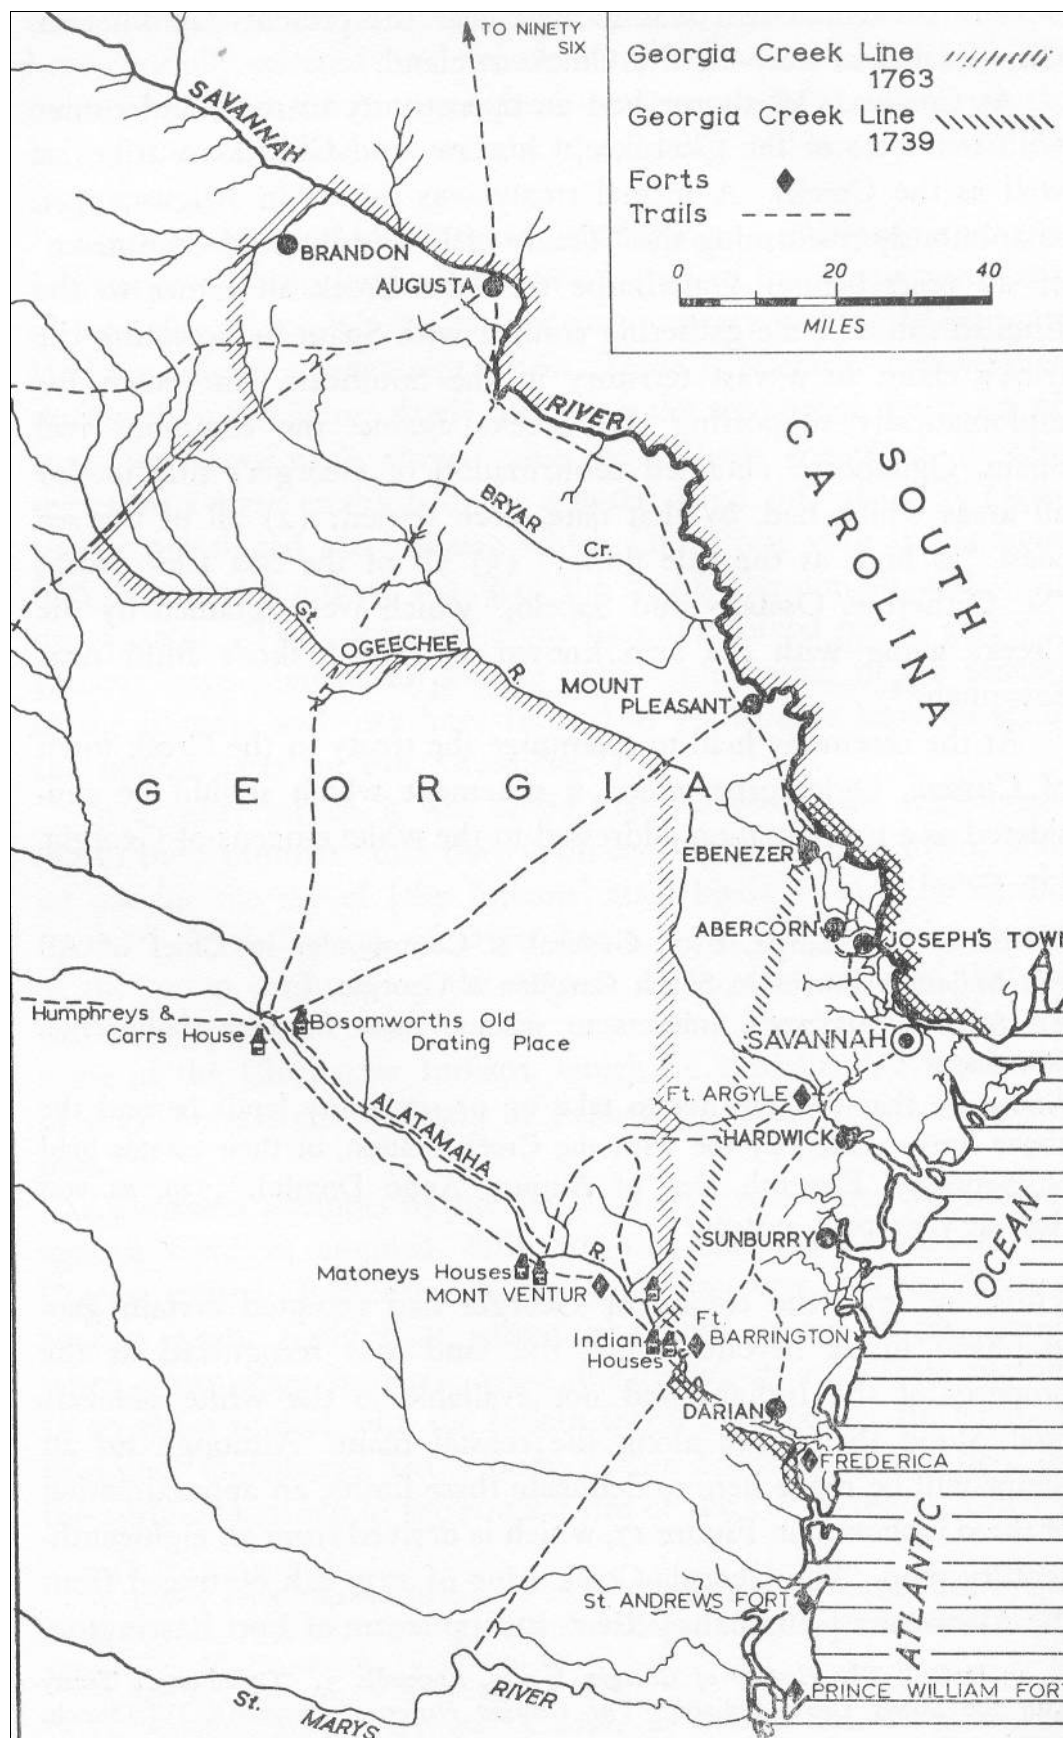 TO NINETY
SIX
Georgia Creek Line
1763
Georgia Creek Line
1739
Forts
Trails
0 20 40
MILES
SAVANNAH
BRANDON
AUGUSTA
RIVER
SOUTH
CAROLINA
BRYAR
Cr.
Gt.
OGEECHEE
R.
MOUNT
PLEASANT
GEORGIA
EBENEZER
ABERCORN
JOSEPH'S TOWN
Humphreys &
Carrs House
Bosomworths Old
Drating Place
SAVANNAH
Ft. ARGYLE
ALATAMAHA
HARDWICK
R.
SUNBURRY
OCEAN
Matoneys Houses
MONT VENTUR
Ft.
BARRINGTON
Indian
Houses
DARIAN
FREDERICA
ATLANTIC
St. ANDREWS FORT
St.
MARYS
RIVER
PRINCE WILLIAM FORT